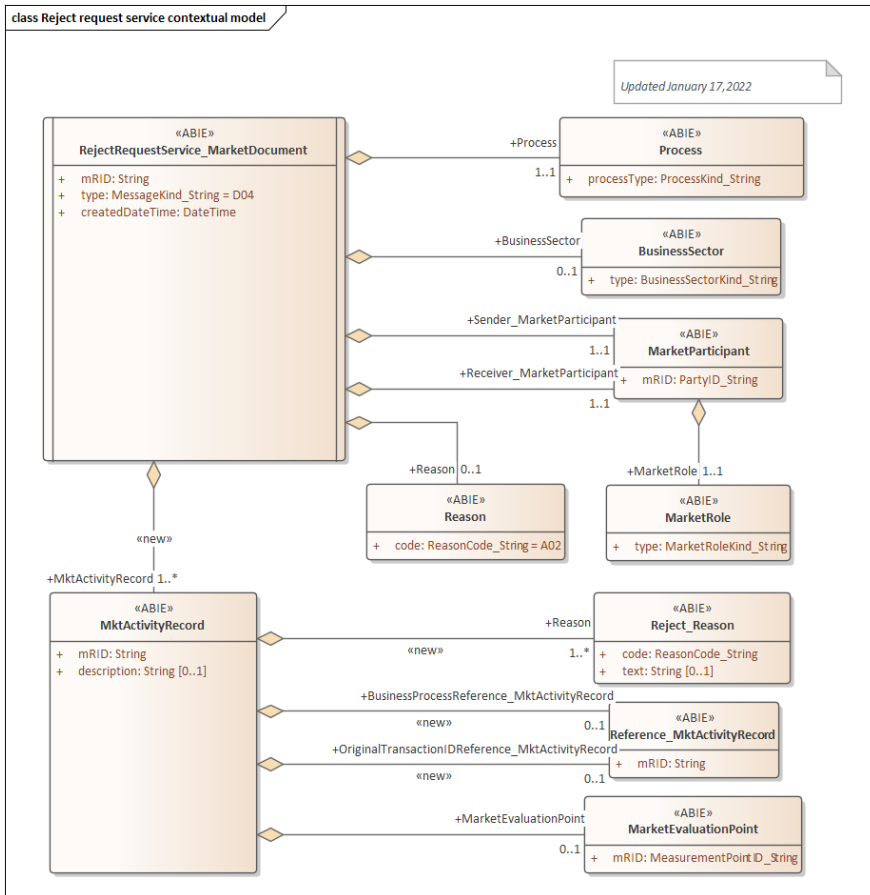 class Reject request service contextual model
Updated January 17,2022
«ABIE»
RejectRequestService_MarketDocument
+ mRID: String
+ type: MessageKind_String = D04
+ createdDateTime: DateTime
+Process
1..1
«ABIE»
Process
+ processType: ProcessKind_String
+BusinessSector
0..1
«ABIE»
BusinessSector
+ type: BusinessSectorKind_String
+Sender_MarketParticipant
1..1
+Receiver_MarketParticipant
1..1
«ABIE»
MarketParticipant
+ mRID: PartyID_String
+Reason 0..1
«ABIE»
Reason
+ code: ReasonCode_String = A02
+MarketRole 1..1
«ABIE»
MarketRole
+ type: MarketRoleKind_String
«new»
+MktActivityRecord 1..*
«ABIE»
MktActivityRecord
+ mRID: String
+ description: String [0..1]
+Reason
«new»
1..*
«ABIE»
Reject_Reason
+ code: ReasonCode_String
+ text: String [0..1]
+BusinessProcessReference_MktActivityRecord
«new»
0..1
+OriginalTransactionIDReference_MktActivityRecord
«new»
0..1
«ABIE»
Reference_MktActivityRecord
+ mRID: String
+MarketEvaluationPoint
0..1
«ABIE»
MarketEvaluationPoint
+ mRID: MeasurementPointID_String